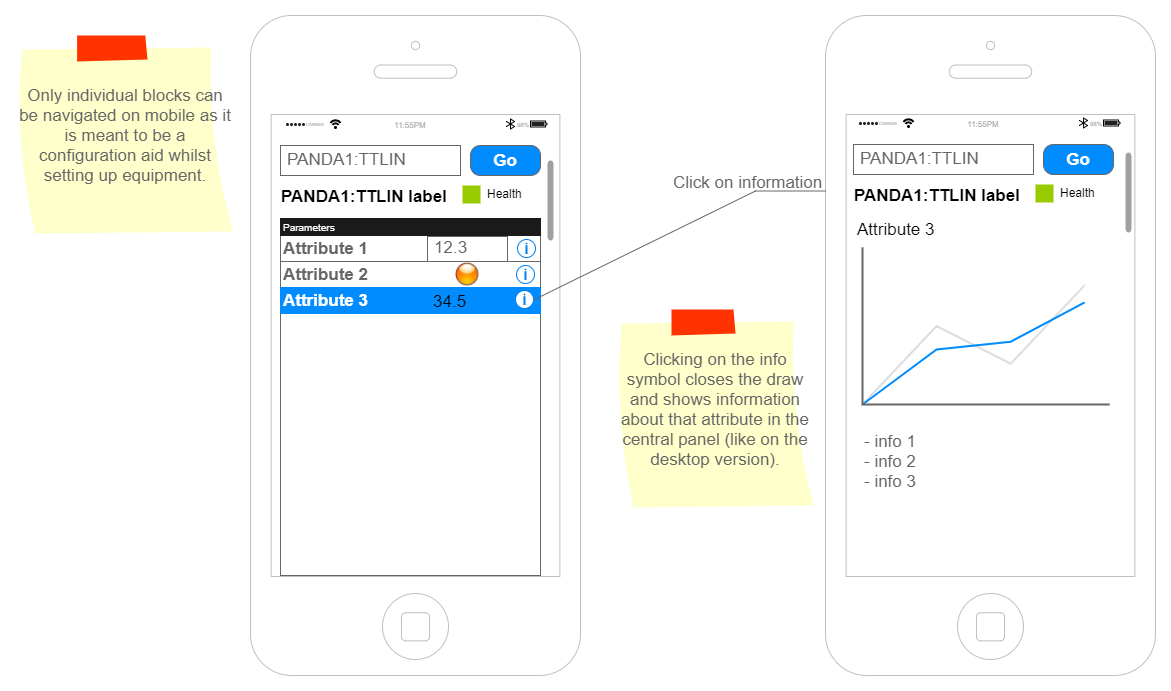 Only individual blocks can
be navigated on mobile as it
is meant to be a
configuration aid whilst
setting up equipment.
CARRIER
11:55PM
98%
PANDA1:TTLIN
Go
PANDA1:TTLIN label
Health
Parameters
Attribute 1
12.3
i
Attribute 2
i
Attribute 3
34.5
i
Click on information
Clicking on the info
symbol closes the draw
and shows information
about that attribute in the
central panel (like on the
desktop version).
CARRIER
11:55PM
98%
PANDA1:TTLIN
Go
PANDA1:TTLIN label
Health
Attribute 3
- info 1
- info 2
- info 3